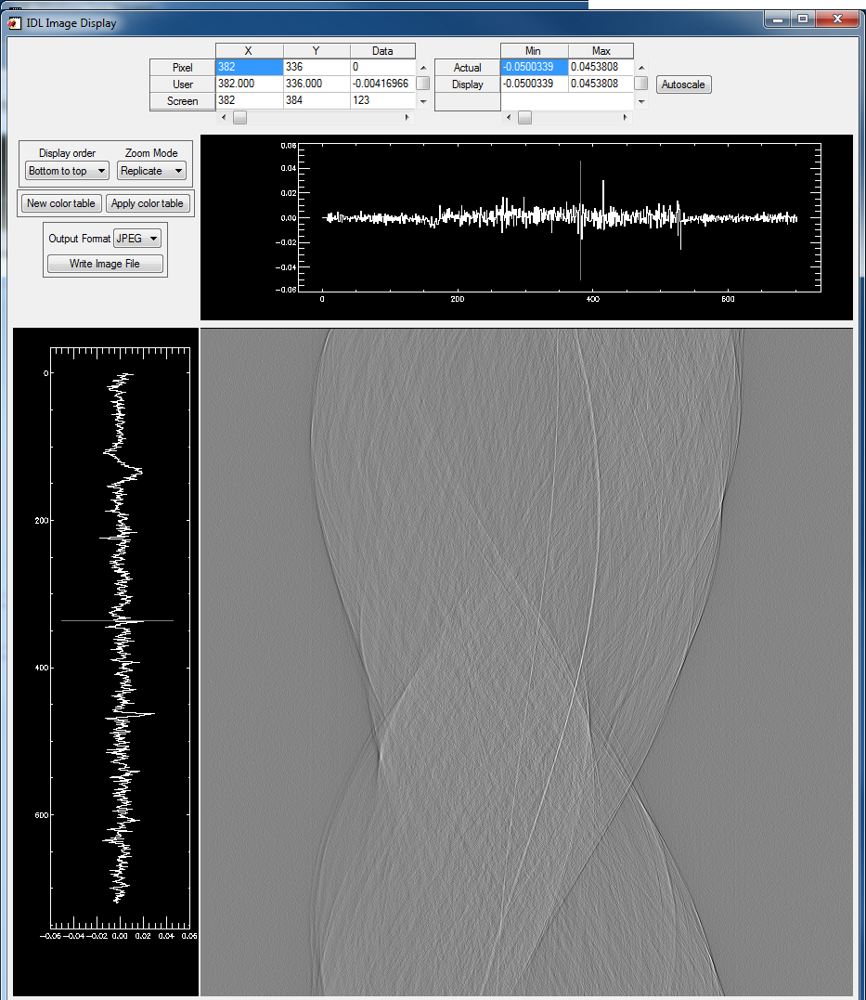 IDL Image Display
X Y Data
Pixel 382 336 0
User 382.000 336.000 -0.00416966
Screen 382 384 123
Min Max
Actual -0.0500339 0.0453808
Display -0.0500339 0.0453808
Autoscale
Display order Zoom Mode
Bottom to top Replicate
New color table Apply color table
Output Format JPEG
Write Image File
0.06
0.04
0.02
0.00
-0.02
-0.04
-0.06
0 200 400 600
0
200
400
600
-0.06 -0.04 -0.02 0.00 0.02 0.04 0.06